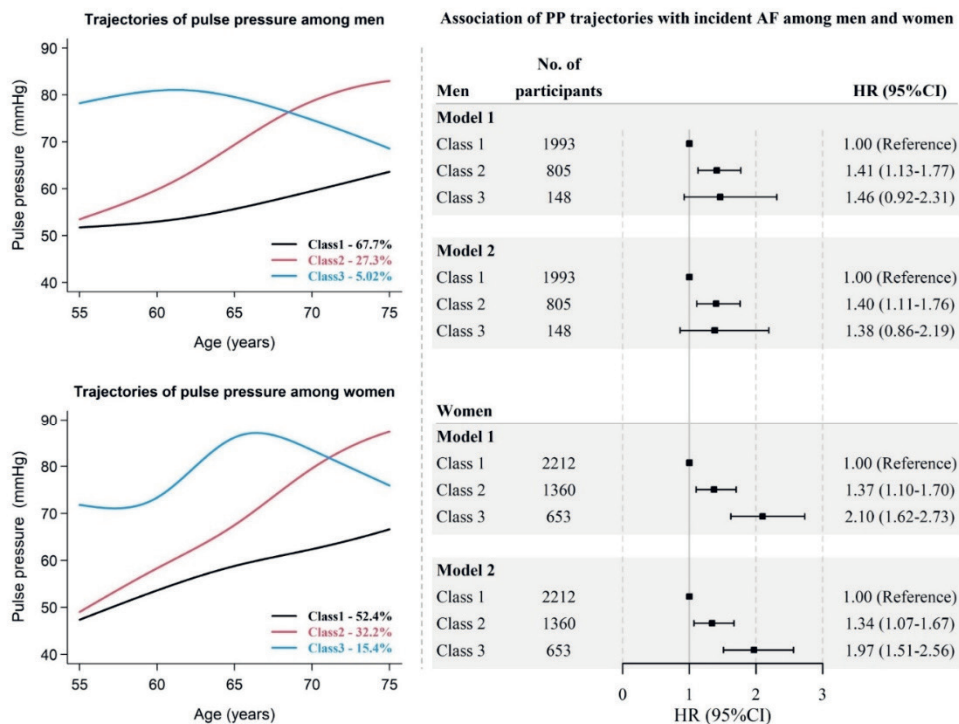 Trajectories of pulse pressure among men
Pulse pressure (mmHg)
90
80
70
60
50
40
Class1 - 67.7%
Class2 - 27.3%
Class3 - 5.02%
55 60 65 70 75
Age (years)
Trajectories of pulse pressure among women
Pulse pressure (mmHg)
90
80
70
60
50
40
Class1 - 52.4%
Class2 - 32.2%
Class3 - 15.4%
55 60 65 70 75
Age (years)
Association of PP trajectories with incident AF among men and women
No. of
Men participants HR (95%CI)
Model 1
Class 1 1993 1.00 (Reference)
Class 2 805 1.41 (1.13-1.77)
Class 3 148 1.46 (0.92-2.31)
Model 2
Class 1 1993 1.00 (Reference)
Class 2 805 1.40 (1.11-1.76)
Class 3 148 1.38 (0.86-2.19)
Women
Model 1
Class 1 2212 1.00 (Reference)
Class 2 1360 1.37 (1.10-1.70)
Class 3 653 2.10 (1.62-2.73)
Model 2
Class 1 2212 1.00 (Reference)
Class 2 1360 1.34 (1.07-1.67)
Class 3 653 1.97 (1.51-2.56)
0 1 2 3
HR (95%CI)